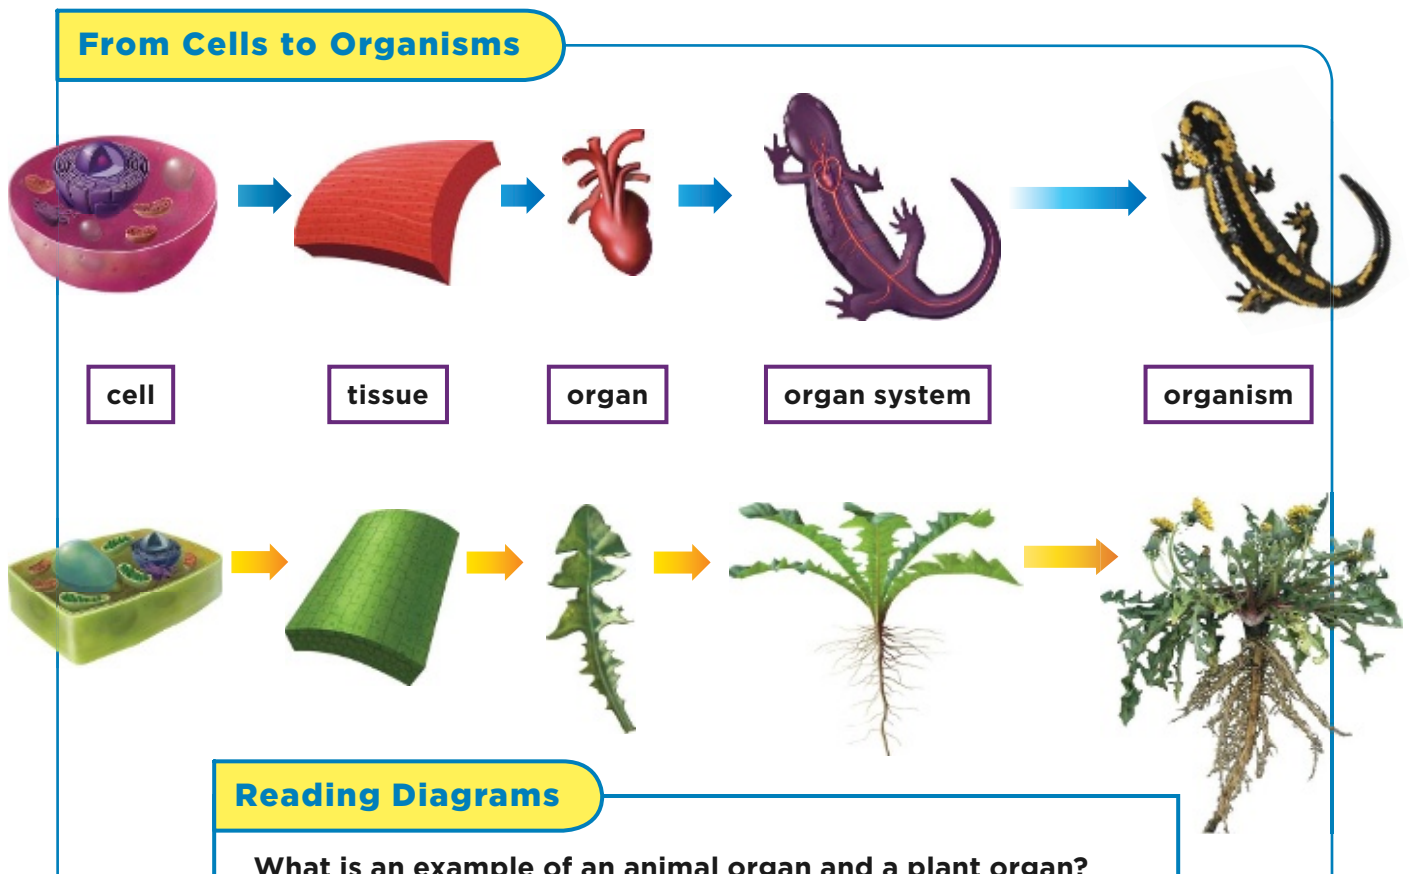 From Cells to Organisms
cell
tissue
organ
organ system
organism
Reading Diagrams
What is an example of an animal organ and a plant organ?